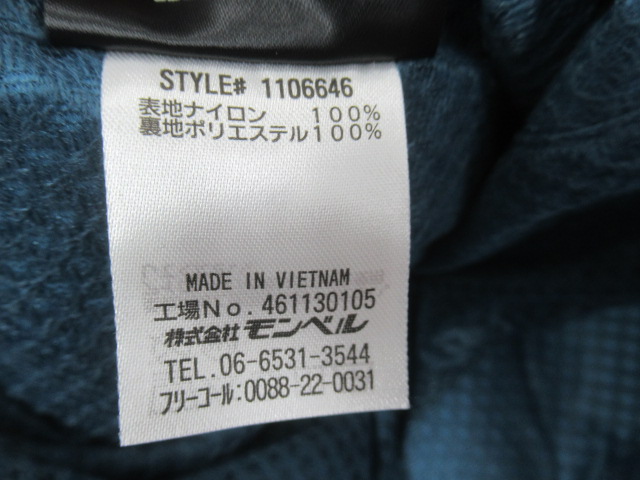 STYLE# 1106646
表地ナイロン 100%
裏地ポリエステル100%
MADE IN VIETNAM
工場No.461130105
株式会社モンベル
TEL.06-6531-3544
フリーコール:0088-22-0031